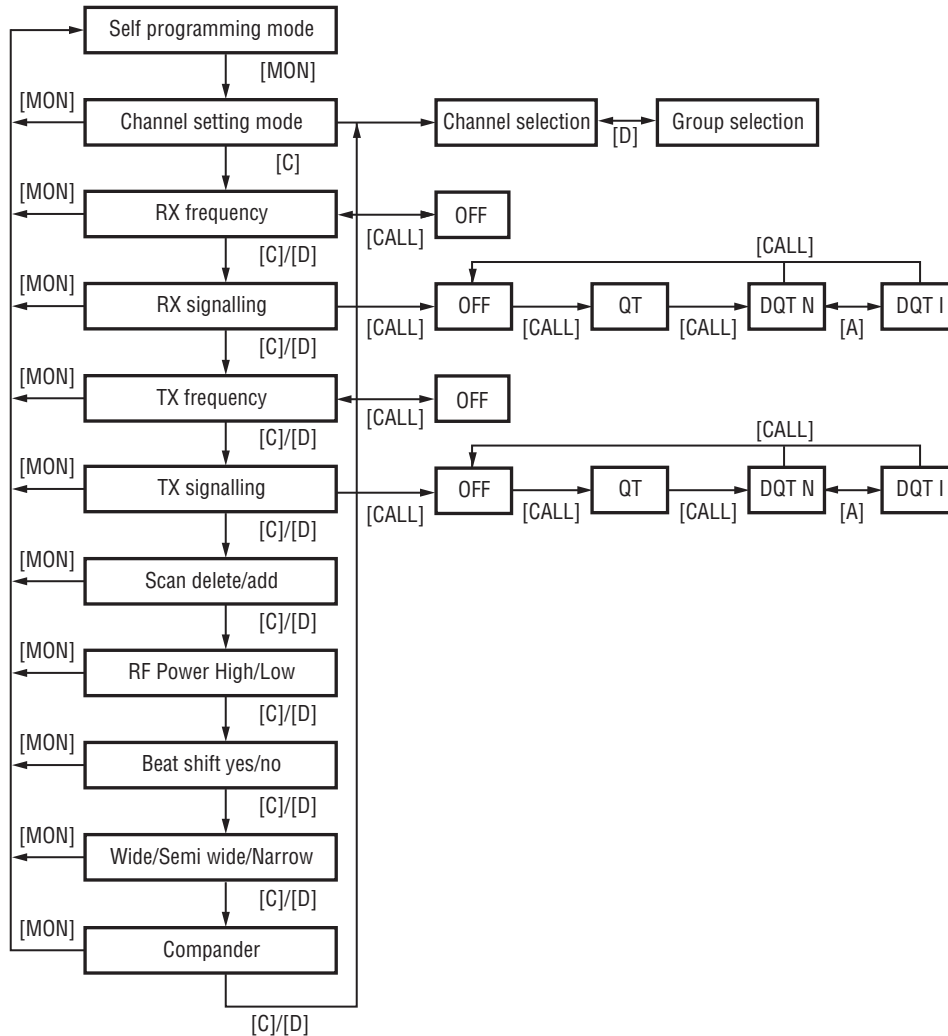 Self programming mode
[MON]
[MON]
Channel setting mode
Channel selection
[D]
Group selection
[C]
[MON]
RX frequency
[CALL]
OFF
[C]/[D]
[CALL]
[MON]
RX signalling
[CALL]
OFF
[CALL]
QT
[CALL]
DQT N
[A]
DQT I
[C]/[D]
[MON]
TX frequency
[CALL]
OFF
[C]/[D]
[CALL]
[MON]
TX signalling
[CALL]
OFF
[CALL]
QT
[CALL]
DQT N
[A]
DQT I
[C]/[D]
[MON]
Scan delete/add
[C]/[D]
[MON]
RF Power High/Low
[C]/[D]
[MON]
Beat shift yes/no
[C]/[D]
[MON]
Wide/Semi wide/Narrow
[C]/[D]
[MON]
Compander
[C]/[D]